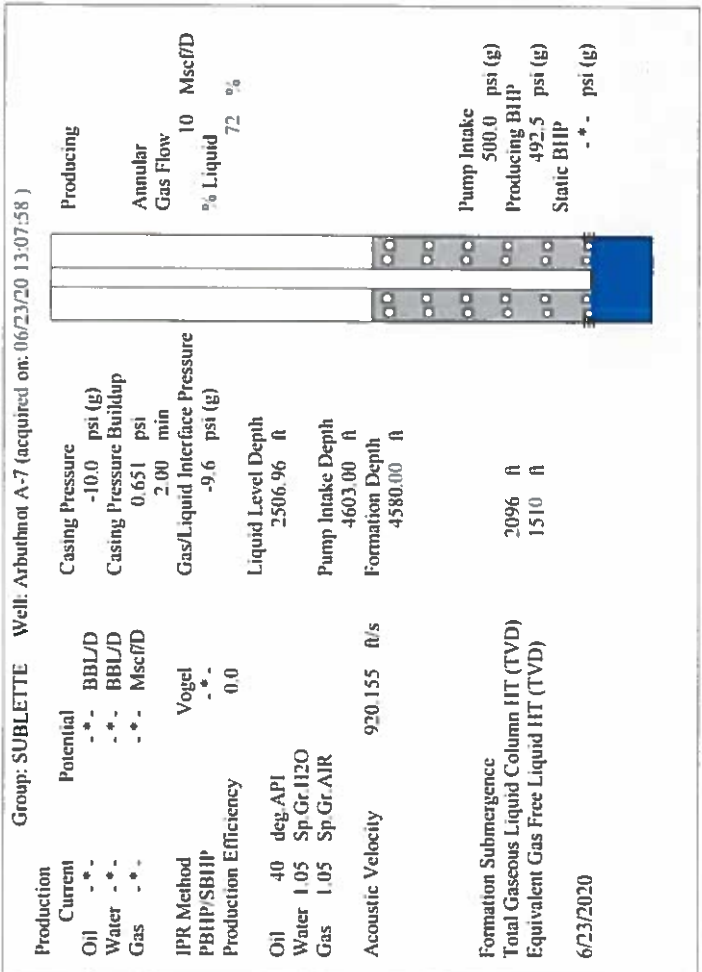 Group: SUBLETTE Well: Arbuthnot A-7 (acquired on: 06/23/20 13:07:58 )
Production
Current Potential
Oil - * - - * - BBL/D
Water - * - - * - BBL/D
Gas - * - - * - Mscf/D
IPR Method Vogel
PBHP/SBHP - * -
Production Efficiency 0.0
Oil 40 deg.API
Water 1.05 Sp.Gr.H2O
Gas 1.05 Sp.Gr.AIR
Acoustic Velocity 920.155 ft/s
Formation Submergence
Total Gaseous Liquid Column HT (TVD) 2096 ft
Equivalent Gas Free Liquid HT (TVD) 1510 ft
6/23/2020
Casing Pressure
-10.0 psi (g)
Casing Pressure Buildup
0.651 psi
2.00 min
Gas/Liquid Interface Pressure
-9.6 psi (g)
Liquid Level Depth
2506.96 ft
Pump Intake Depth
4603.00 ft
Formation Depth
4580.00 ft
Producing
Annular
Gas Flow
10 Mscf/D
% Liquid
72 %
Pump Intake
500.0 psi (g)
Producing BHP
492.5 psi (g)
Static BHP
- * - psi (g)